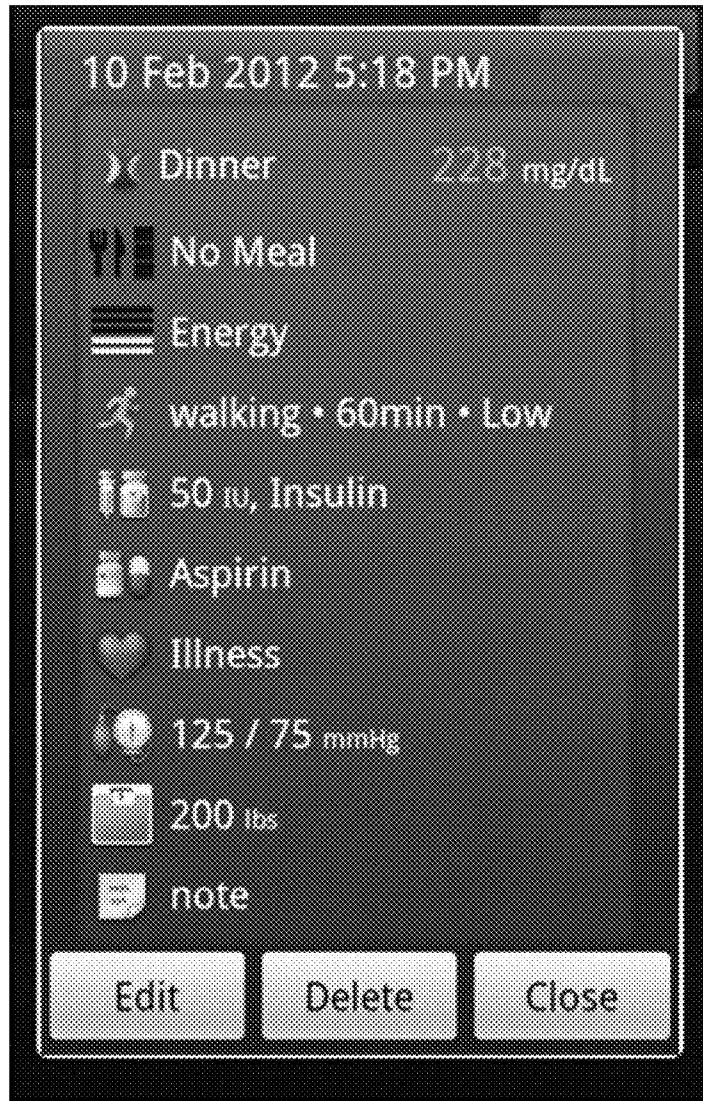 10 Feb 2012 5:18 PM
Dinner 228 mg/dL
No Meal
Energy
walking • 60min • Low
50 IU, Insulin
Aspirin
Illness
125 / 75 mmHg
200 lbs
note
Edit Delete Close